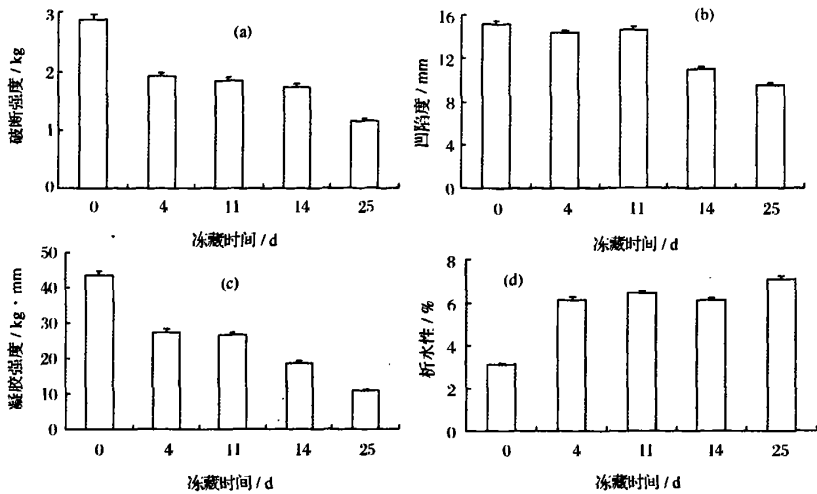 (a)
破断强度 / kg
3
2
1
0
0 4 11 14 25
冻藏时间 / d
(b)
凹陷度 / mm
16
12
8
4
0
0 4 11 14 25
冻藏时间 / d
(c)
凝胶强度 / kg·mm
50
40
30
20
10
0
0 4 11 14 25
冻藏时间 / d
(d)
析水性 / %
8
6
4
2
0
0 4 11 14 25
冻藏时间 / d